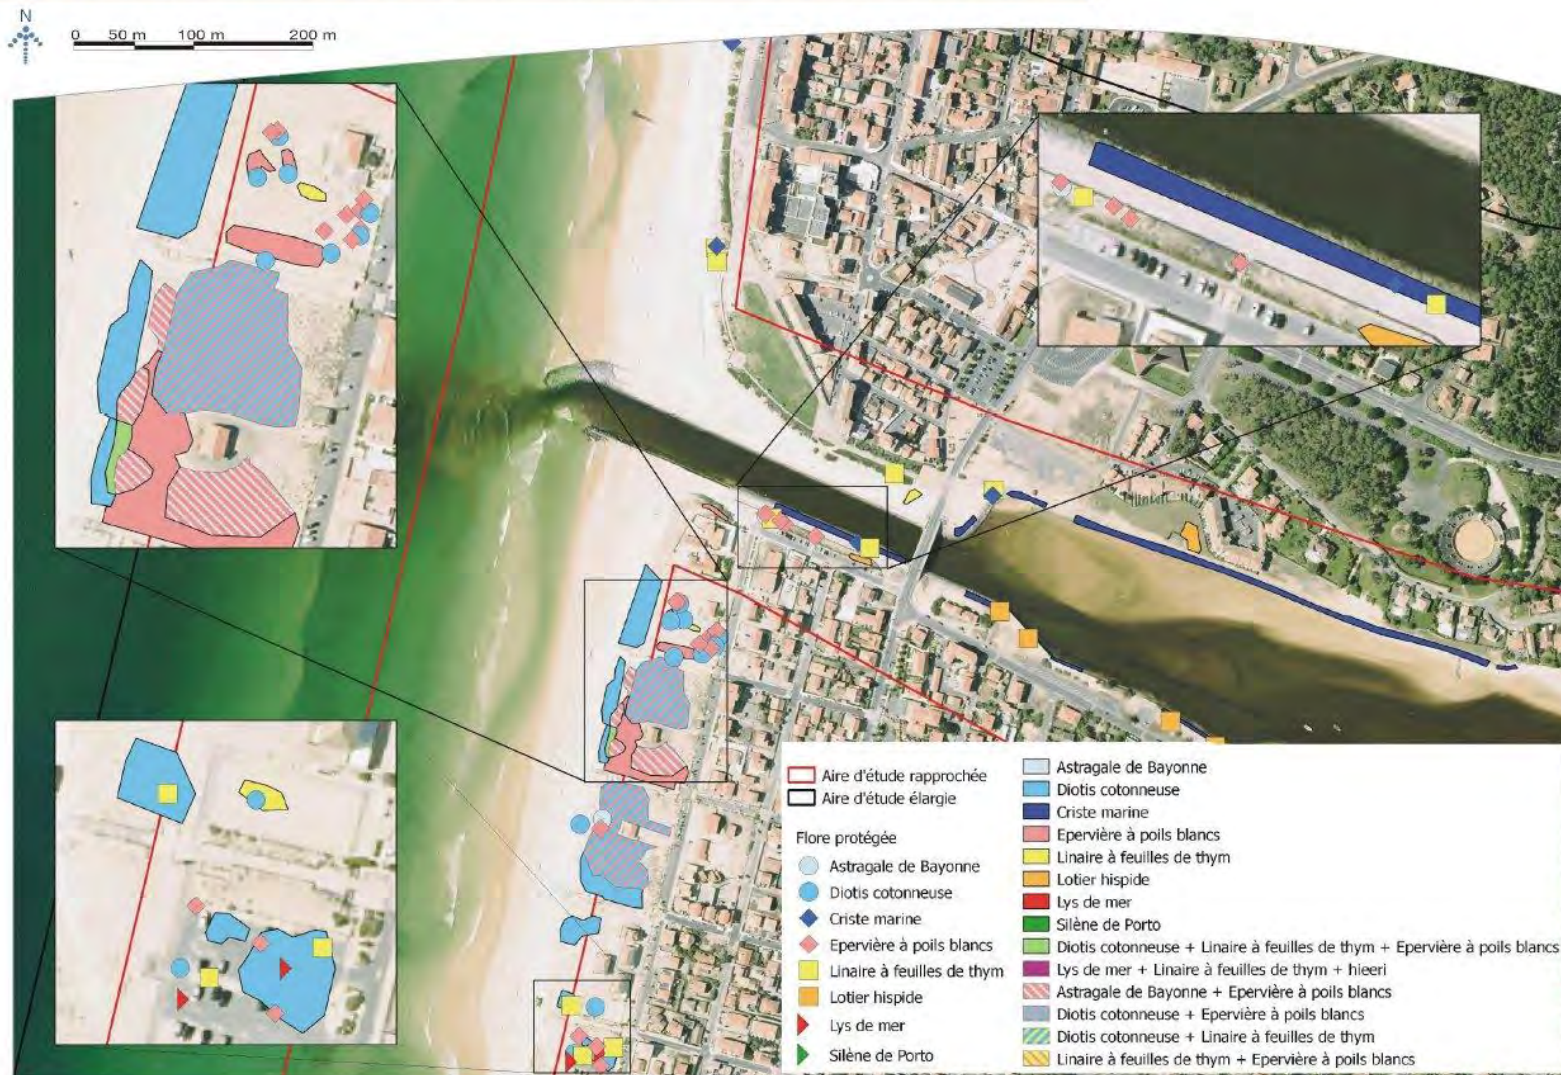 N
0 50 m 100 m 200 m
Aire d'étude rapprochée
Aire d'étude élargie
Flore protégée
Astragale de Bayonne
Diotis cotonneuse
Criste marine
Epervière à poils blancs
Linaire à feuilles de thym
Lotier hispide
Lys de mer
Silène de Porto
Astragale de Bayonne
Diotis cotonneuse
Criste marine
Epervière à poils blancs
Linaire à feuilles de thym
Lotier hispide
Lys de mer
Silène de Porto
Diotis cotonneuse + Linaire à feuilles de thym + Epervière à poils blancs
Lys de mer + Linaire à feuilles de thym + hieeri
Astragale de Bayonne + Epervière à poils blancs
Diotis cotonneuse + Epervière à poils blancs
Diotis cotonneuse + Linaire à feuilles de thym
Linaire à feuilles de thym + Epervière à poils blancs